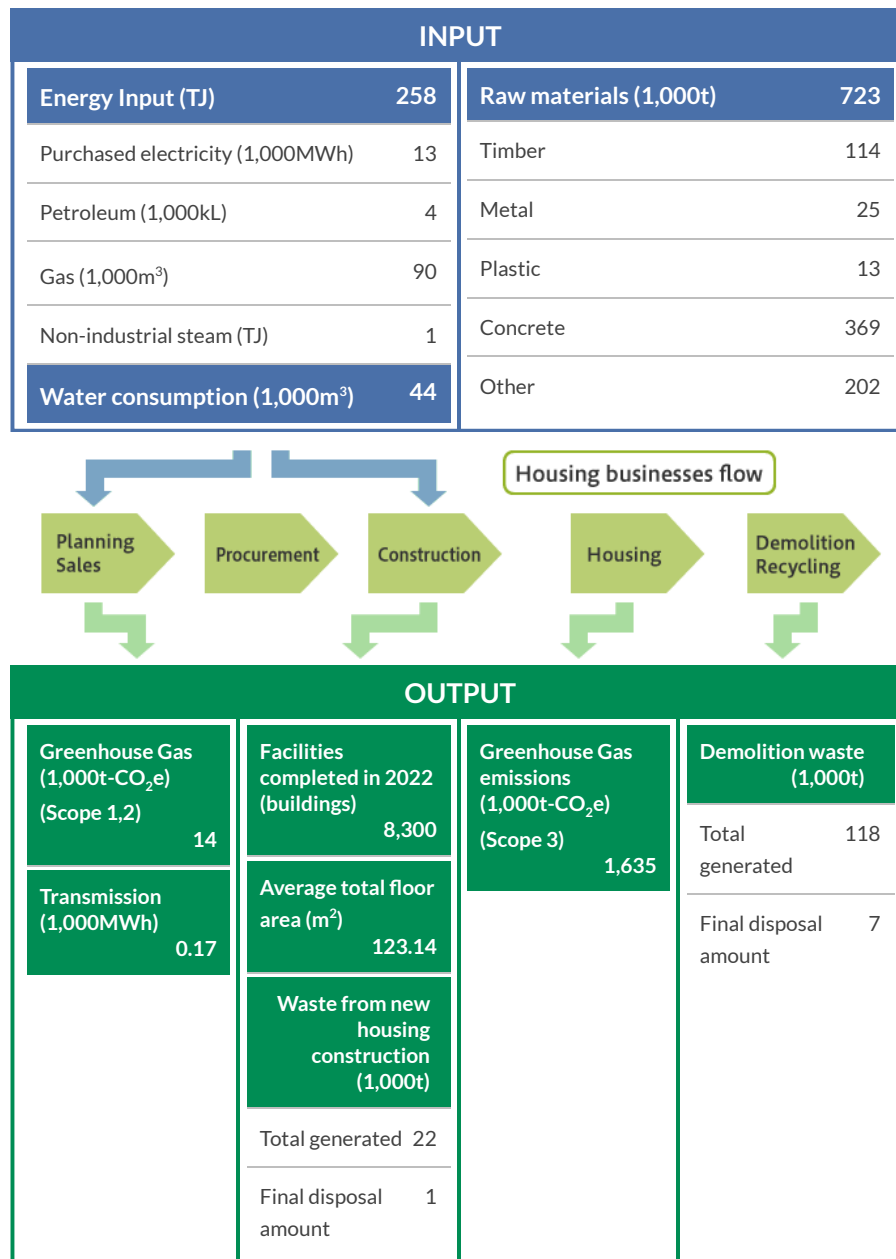 INPUT
Energy Input (TJ) 258
Purchased electricity (1,000MWh) 13
Petroleum (1,000kL) 4
Gas (1,000m³) 90
Non-industrial steam (TJ) 1
Water consumption (1,000m³) 44
Raw materials (1,000t) 723
Timber 114
Metal 25
Plastic 13
Concrete 369
Other 202
Housing businesses flow
Planning
Sales
Procurement
Construction
Housing
Demolition
Recycling
OUTPUT
Greenhouse Gas
(1,000t-CO₂e)
(Scope 1,2)
14
Transmission
(1,000MWh)
0.17
Facilities
completed in 2022
(buildings)
8,300
Average total floor
area (m²)
123.14
Waste from new
housing
construction
(1,000t)
Total generated 22
Final disposal 1
amount
Greenhouse Gas
emissions
(1,000t-CO₂e)
(Scope 3)
1,635
Demolition waste
(1,000t)
Total 118
generated
Final disposal 7
amount